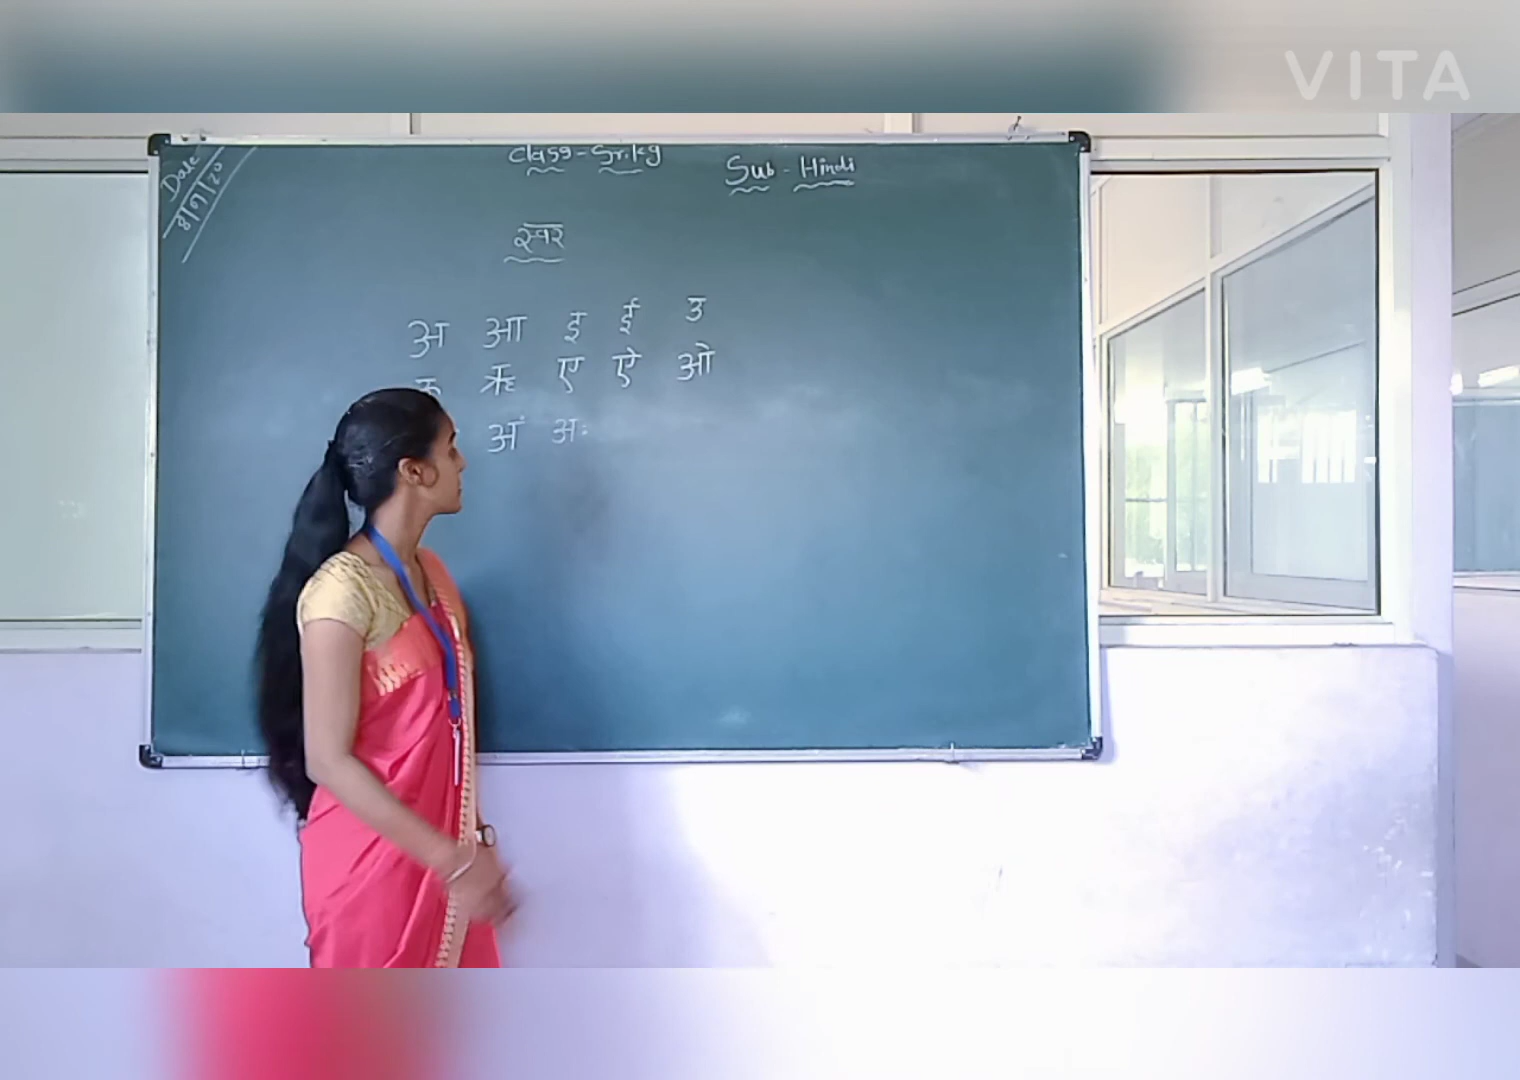 VITA
Date
8/9/20
Class - Sr.kg
Sub - Hindi
स्वर
अ आ इ ई उ
ऊ ऋ ए ऐ ओ
अं अः